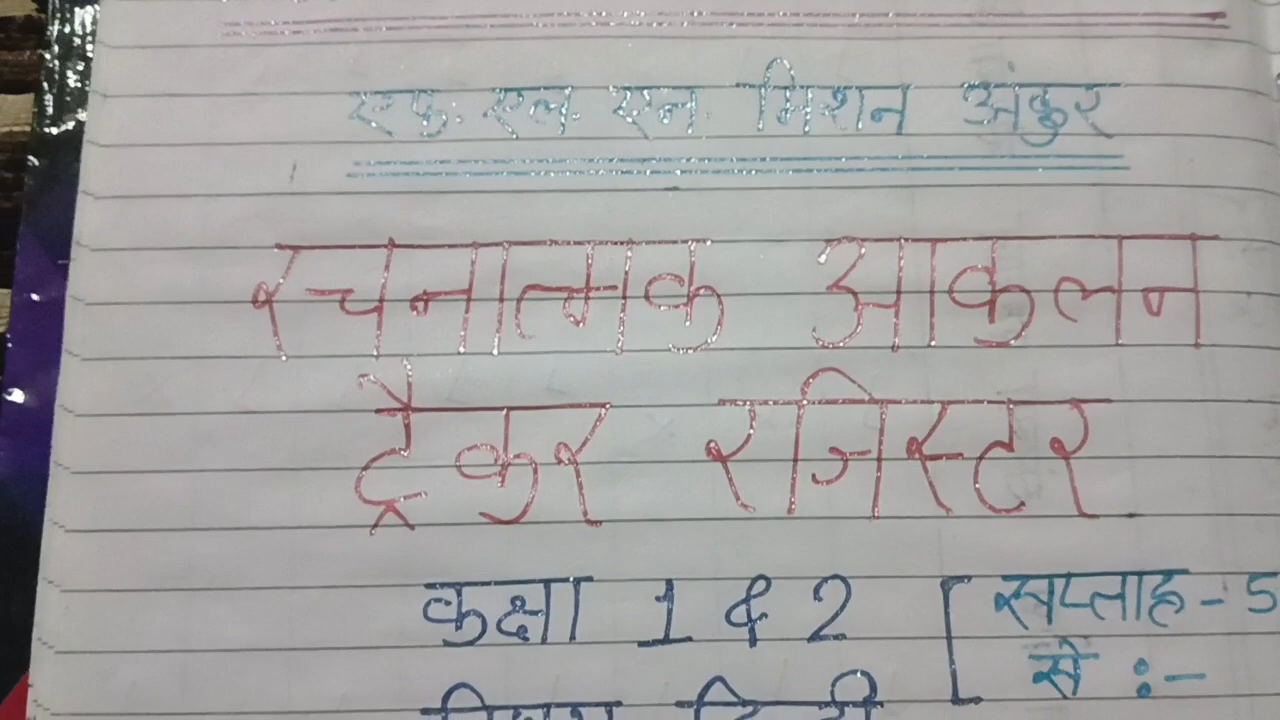 एफ. एल. एन. मिशन अंकुर
रचनात्मक आकलन
ट्रैकर रजिस्टर
कक्षा 1 & 2 [ सप्ताह - 5
से :-